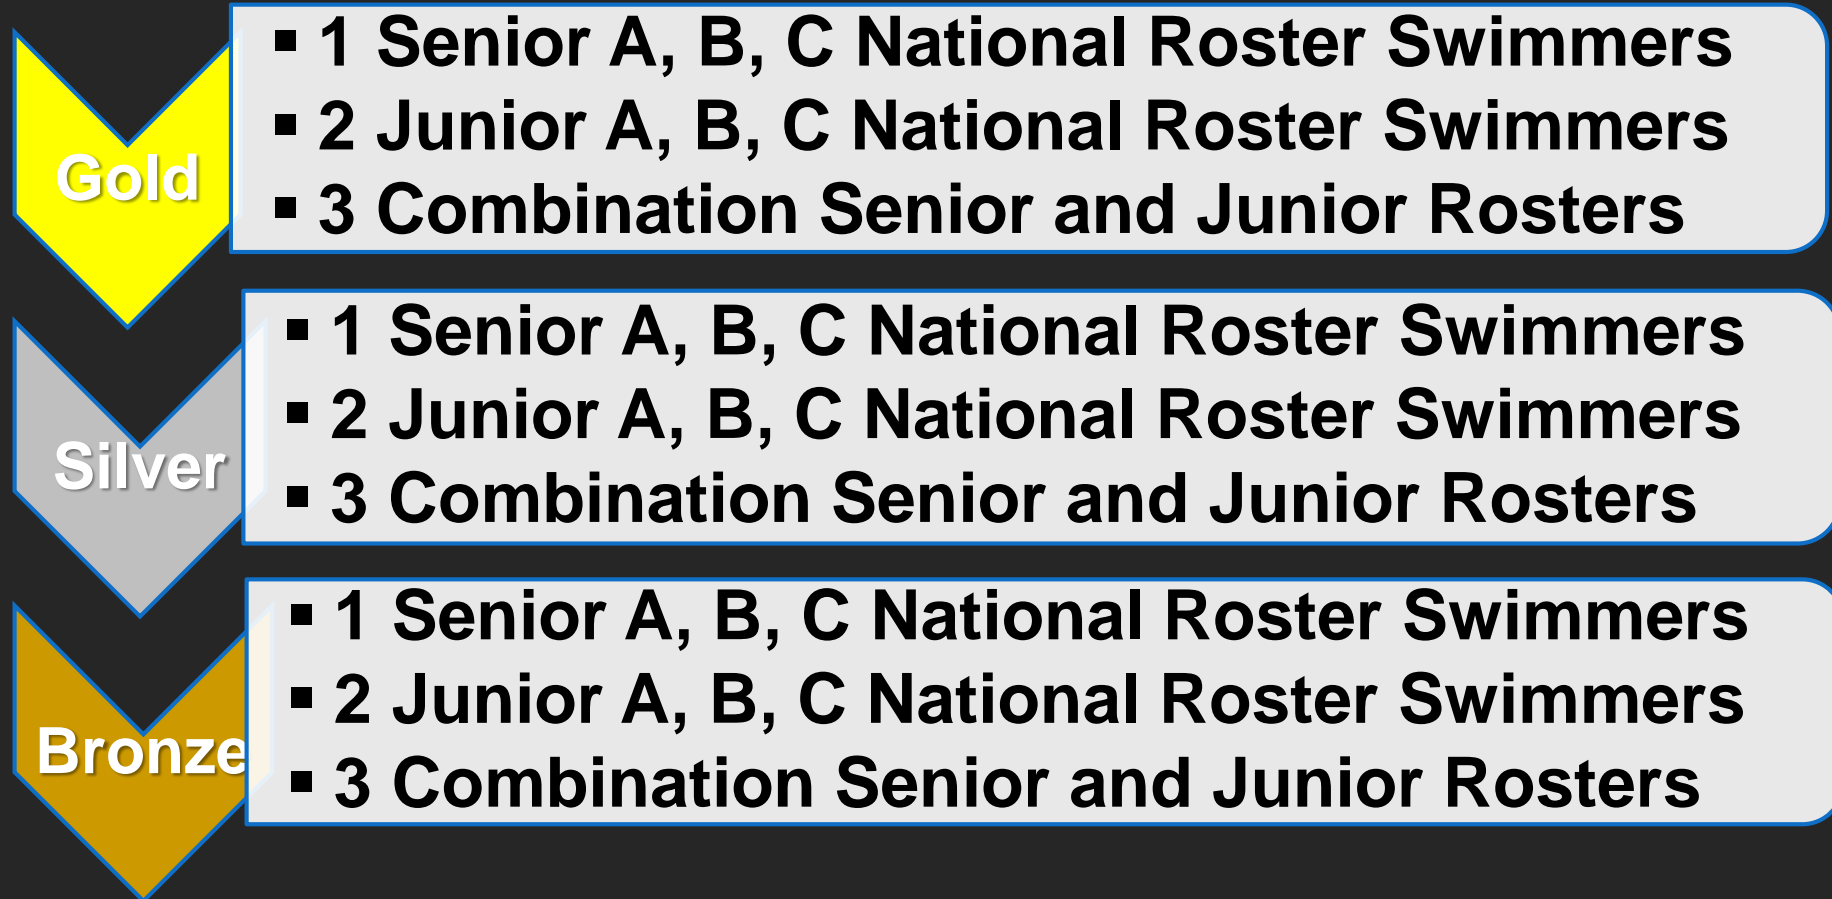 Gold
▪ 1 Senior A, B, C National Roster Swimmers
▪ 2 Junior A, B, C National Roster Swimmers
▪ 3 Combination Senior and Junior Rosters
Silver
▪ 1 Senior A, B, C National Roster Swimmers
▪ 2 Junior A, B, C National Roster Swimmers
▪ 3 Combination Senior and Junior Rosters
Bronze
▪ 1 Senior A, B, C National Roster Swimmers
▪ 2 Junior A, B, C National Roster Swimmers
▪ 3 Combination Senior and Junior Rosters